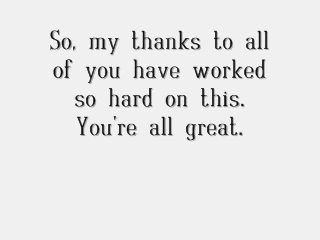 So, my thanks to all
of you have worked
so hard on this.
You're all great.